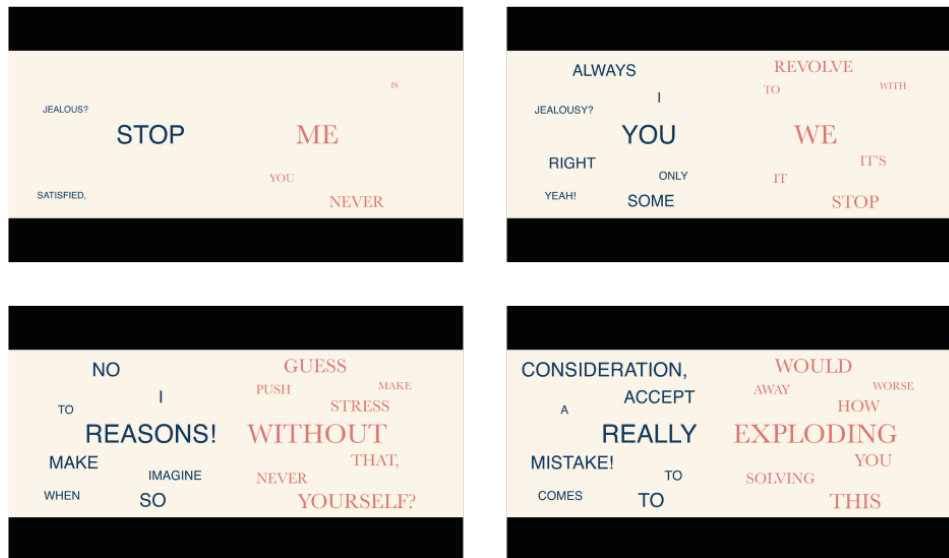 IS
JEALOUS?
STOP ME
YOU
SATISFIED,
NEVER
ALWAYS REVOLVE
TO WITH
I
JEALOUSY?
YOU WE
RIGHT IT'S
ONLY IT
YEAH!
SOME STOP
NO GUESS
PUSH MAKE
I
TO STRESS
REASONS! WITHOUT
MAKE THAT,
IMAGINE NEVER
WHEN
SO YOURSELF?
CONSIDERATION, WOULD
AWAY WORSE
ACCEPT
A HOW
REALLY EXPLODING
MISTAKE! YOU
TO SOLVING
COMES
TO THIS